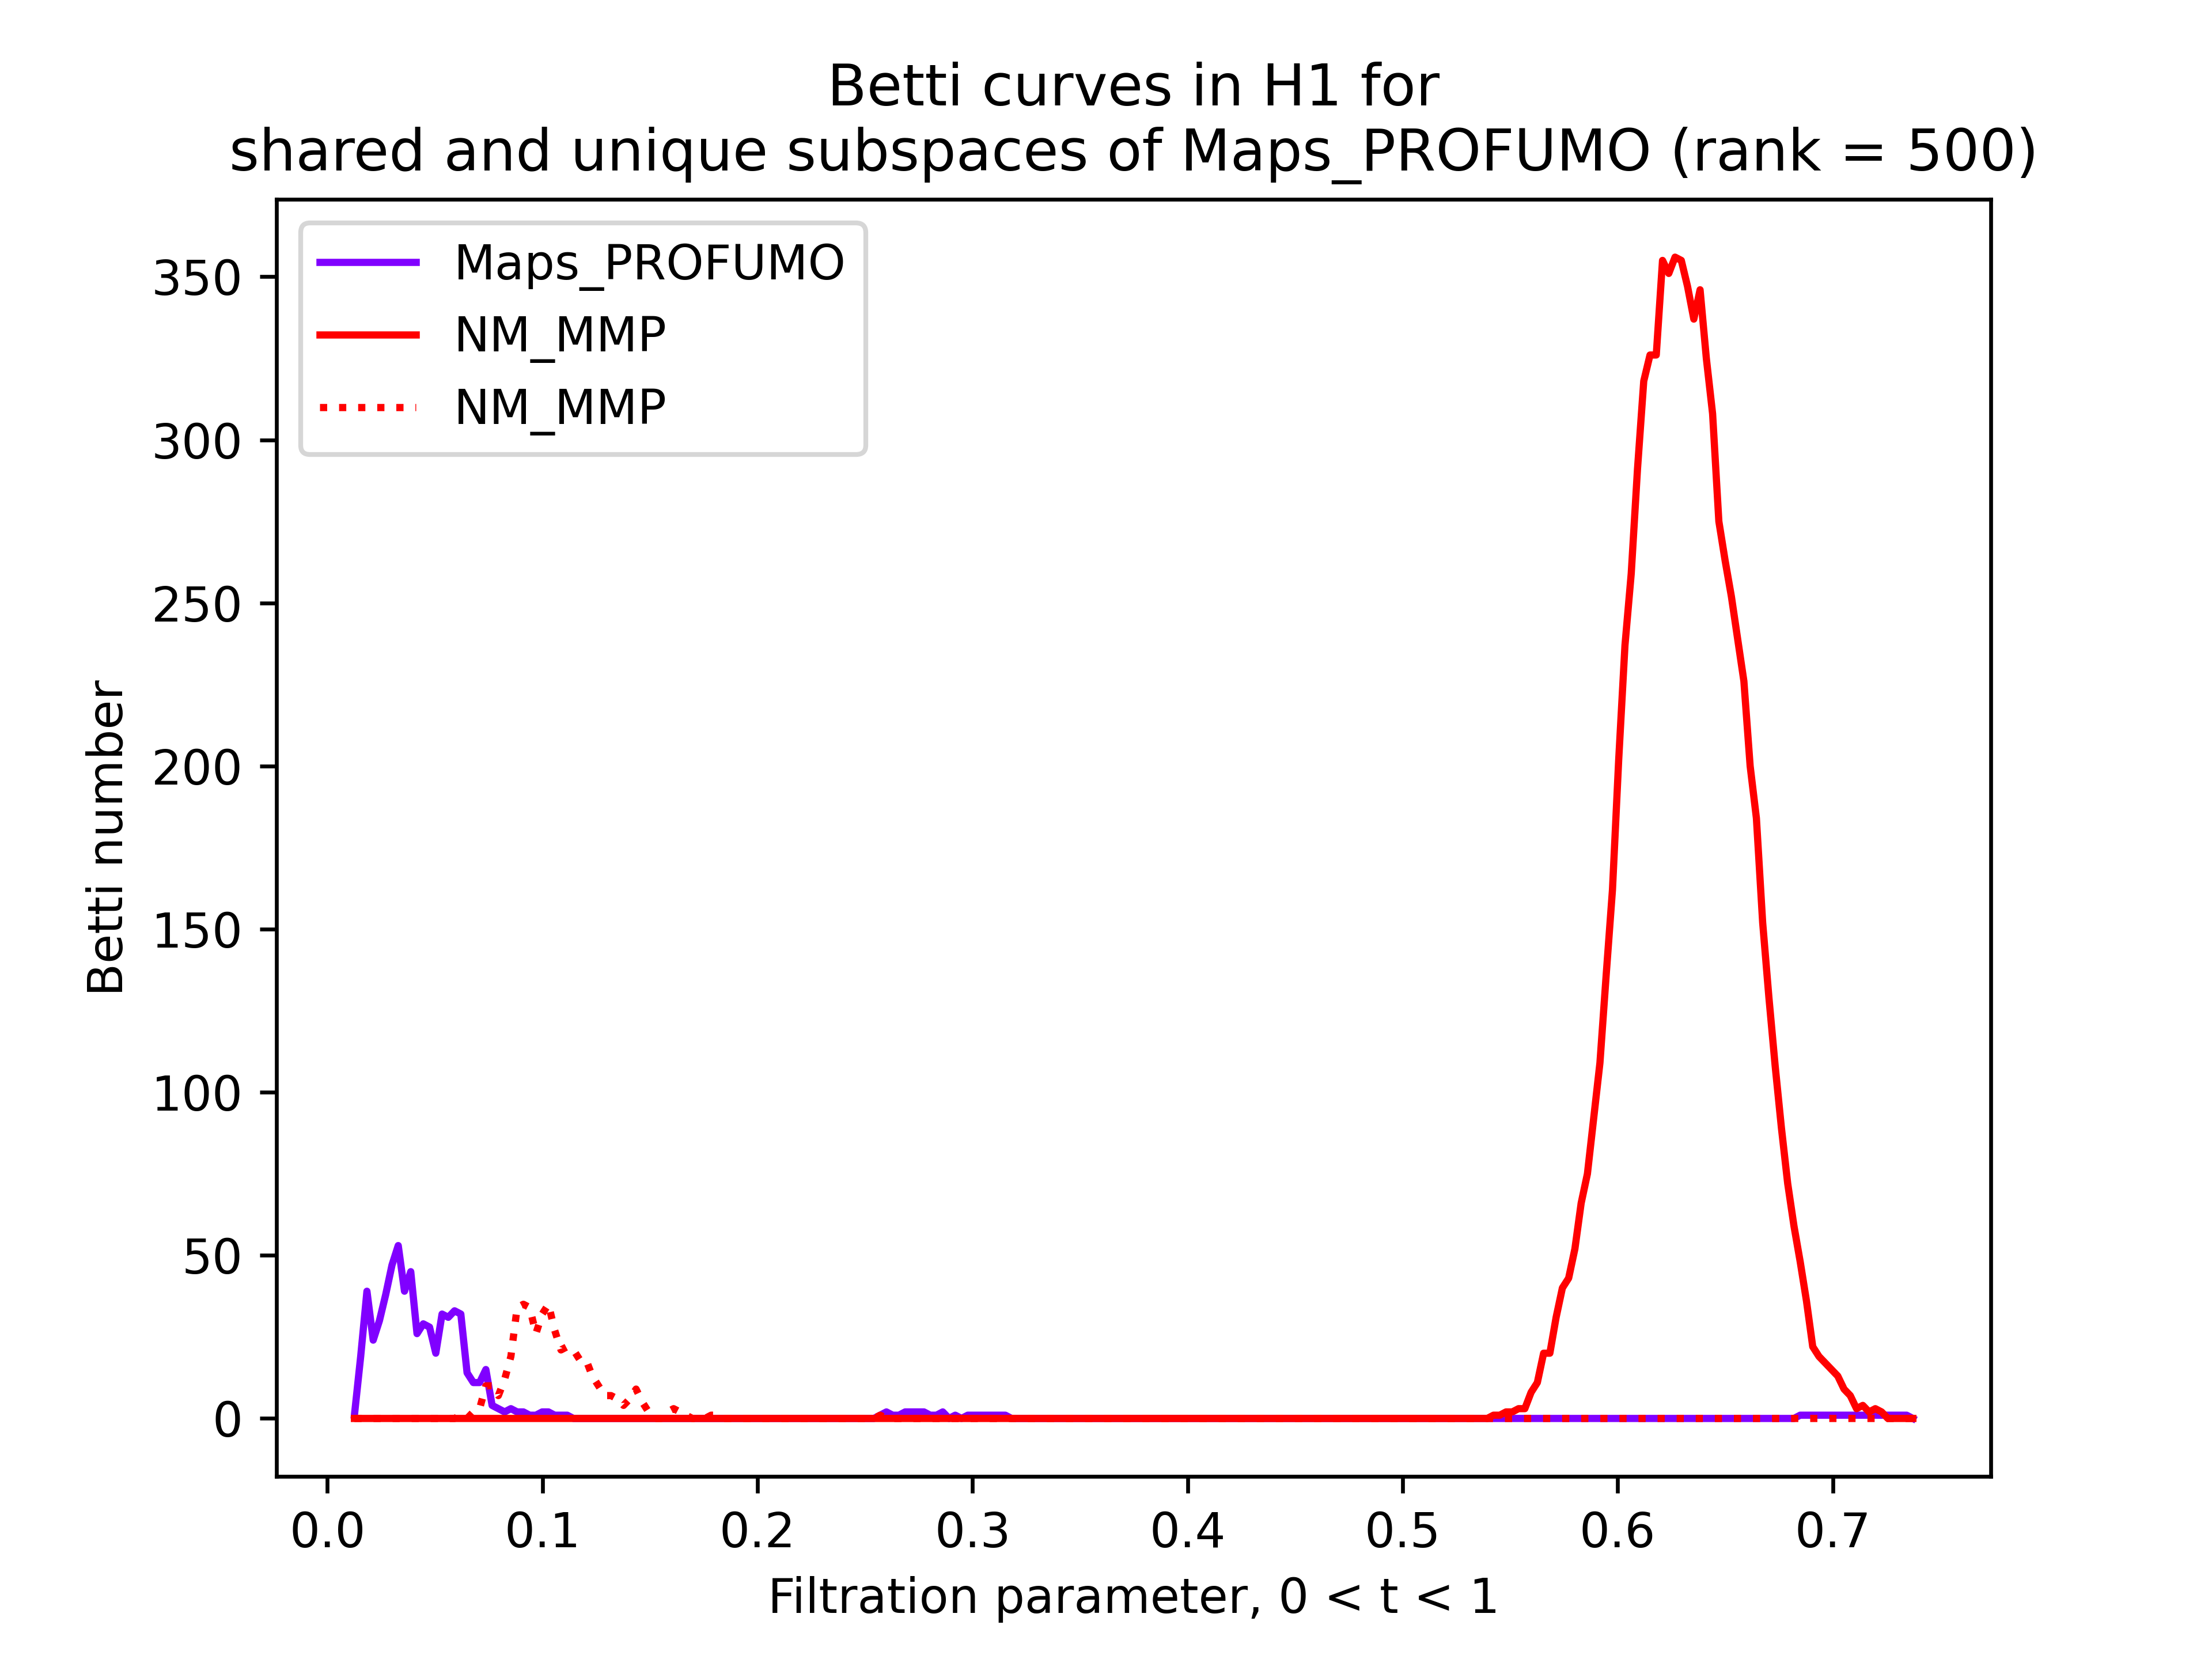 Betti curves in H1 for
shared and unique subspaces of Maps_PROFUMO (rank = 500)
Maps_PROFUMO
NM_MMP
NM_MMP
350
300
250
200
150
100
50
0
Betti number
0.0 0.1 0.2 0.3 0.4 0.5 0.6 0.7
Filtration parameter, 0 < t < 1